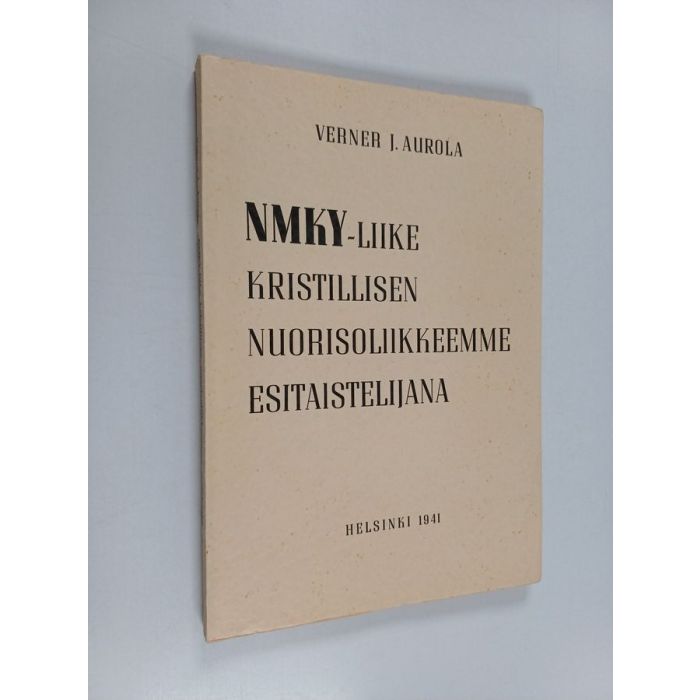 VERNER J. AUROLA
NMKY-LIIKE
KRISTILLISEN
NUORISOLIIKKEEMME
ESITAISTELIJANA
HELSINKI 1941